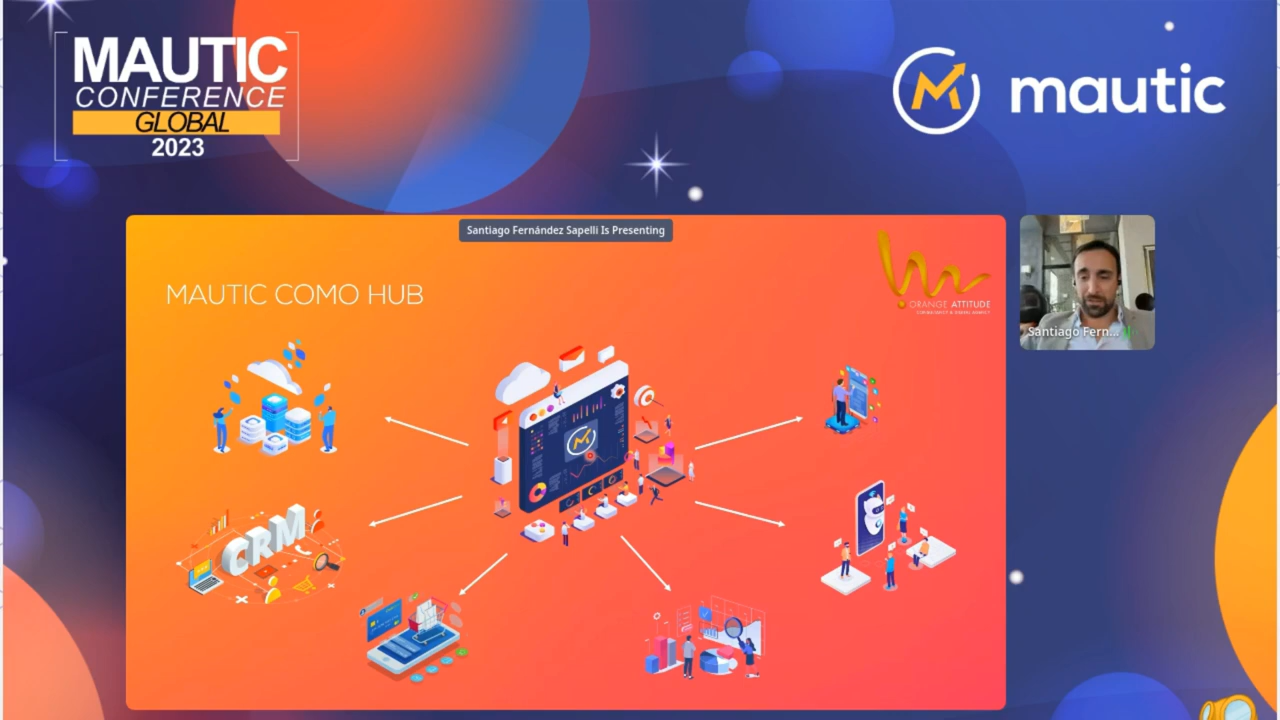 MAUTIC
CONFERENCE
GLOBAL
2023
mautic
Santiago Fernández Sapelli Is Presenting
MAUTIC COMO HUB
ORANGE ATTITUDE
CRM
Santiago Fern...